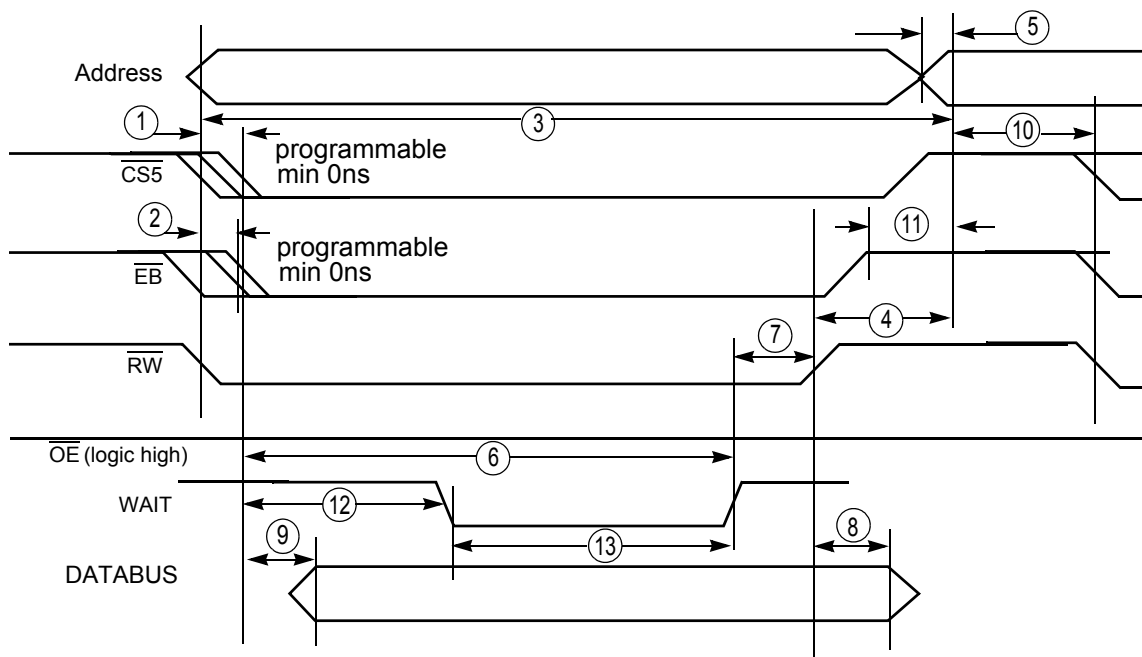 5
Address
1
3
10
programmable
min 0ns
CS5
2
11
programmable
min 0ns
EB
4
7
RW
OE (logic high)
6
WAIT
12
13
8
9
DATABUS